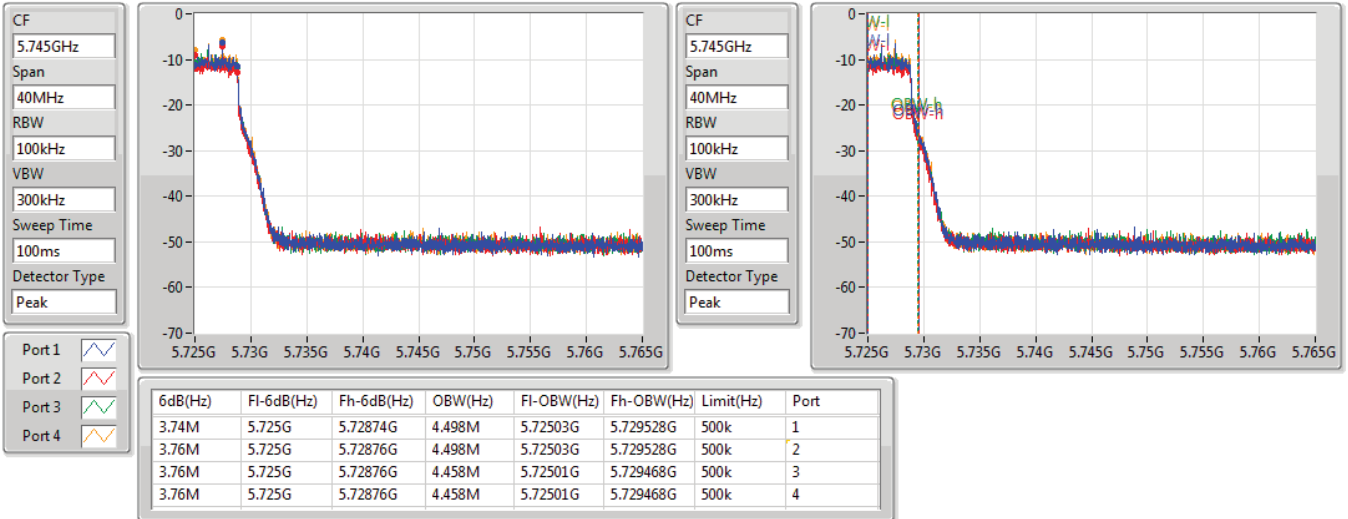 CF
5.745GHz
Span
40MHz
RBW
100kHz
VBW
300kHz
Sweep Time
100ms
Detector Type
Peak
0
-10
-20
-30
-40
-50
-60
-70
5.725G 5.73G 5.735G 5.74G 5.745G 5.75G 5.755G 5.76G 5.765G
CF
5.745GHz
Span
40MHz
RBW
100kHz
VBW
300kHz
Sweep Time
100ms
Detector Type
Peak
0
-10
-20
-30
-40
-50
-60
-70
W-l
W-l
OBW-h
OBW-h
5.725G 5.73G 5.735G 5.74G 5.745G 5.75G 5.755G 5.76G 5.765G
Port 1
Port 2
Port 3
Port 4
6dB(Hz) Fl-6dB(Hz) Fh-6dB(Hz) OBW(Hz) Fl-OBW(Hz) Fh-OBW(Hz) Limit(Hz) Port
3.74M 5.725G 5.72874G 4.498M 5.72503G 5.729528G 500k 1
3.76M 5.725G 5.72876G 4.498M 5.72503G 5.729528G 500k 2
3.76M 5.725G 5.72876G 4.458M 5.72501G 5.729468G 500k 3
3.76M 5.725G 5.72876G 4.458M 5.72501G 5.729468G 500k 4